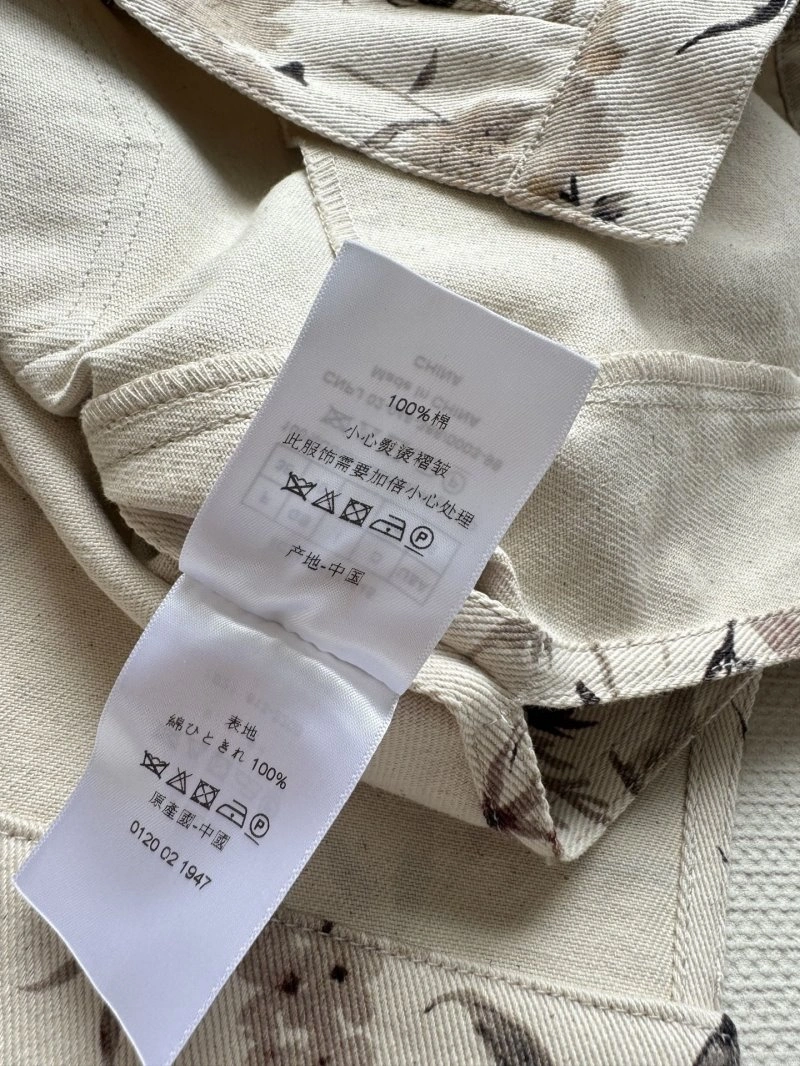 100%棉
小心熨烫褶皱
此服饰需要加倍小心处理
P
产地-中国
表地
綿ひときれ 100%
P
原産國-中國
0120 02 1947